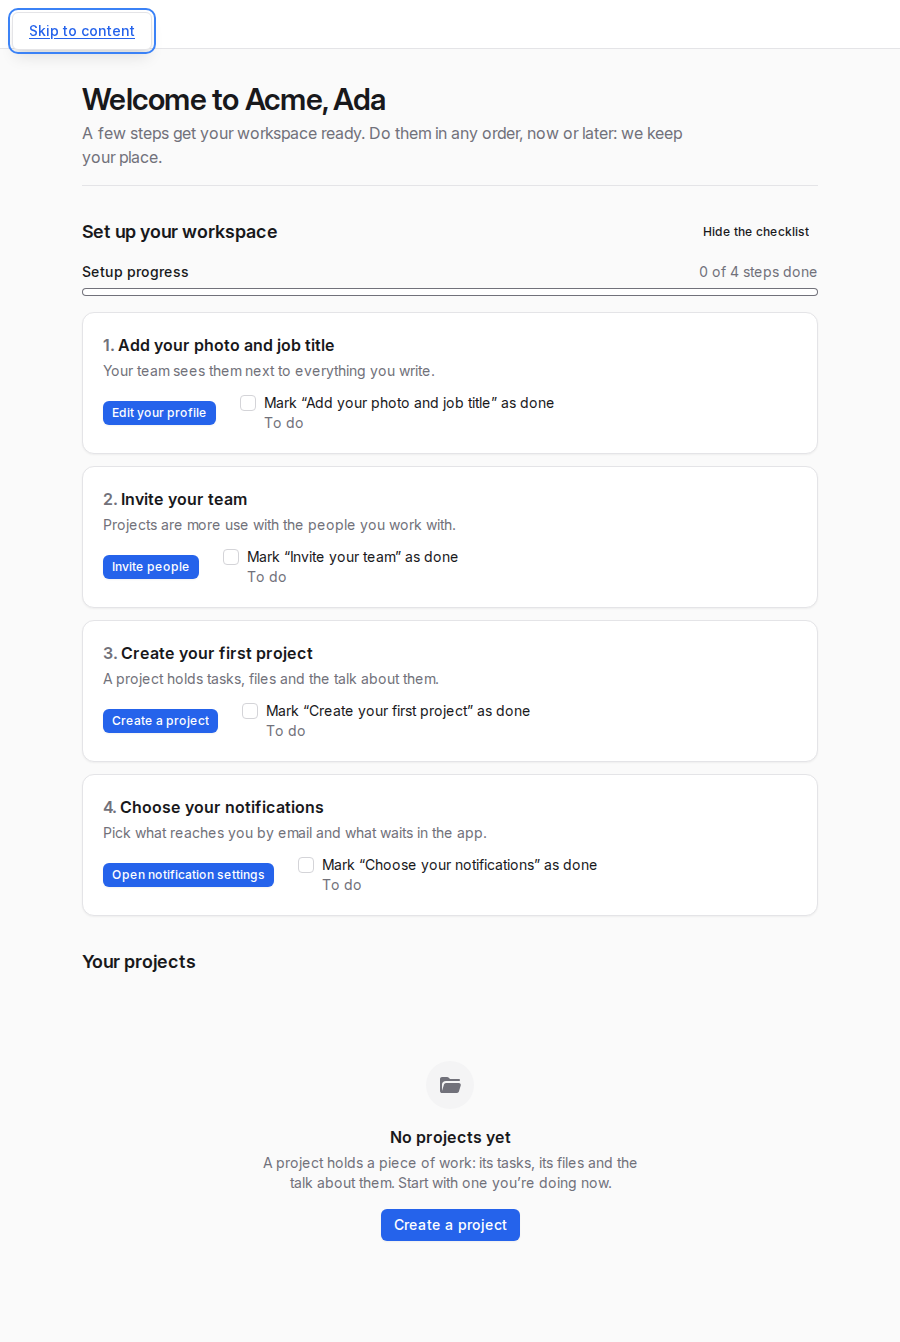 Skip to content
Welcome to Acme, Ada
A few steps get your workspace ready. Do them in any order, now or later: we keep
your place.
Set up your workspace
Hide the checklist
Setup progress
0 of 4 steps done
1. Add your photo and job title
Your team sees them next to everything you write.
Edit your profile
Mark “Add your photo and job title” as done
To do
2. Invite your team
Projects are more use with the people you work with.
Invite people
Mark “Invite your team” as done
To do
3. Create your first project
A project holds tasks, files and the talk about them.
Create a project
Mark “Create your first project” as done
To do
4. Choose your notifications
Pick what reaches you by email and what waits in the app.
Open notification settings
Mark “Choose your notifications” as done
To do
Your projects
No projects yet
A project holds a piece of work: its tasks, its files and the
talk about them. Start with one you’re doing now.
Create a project